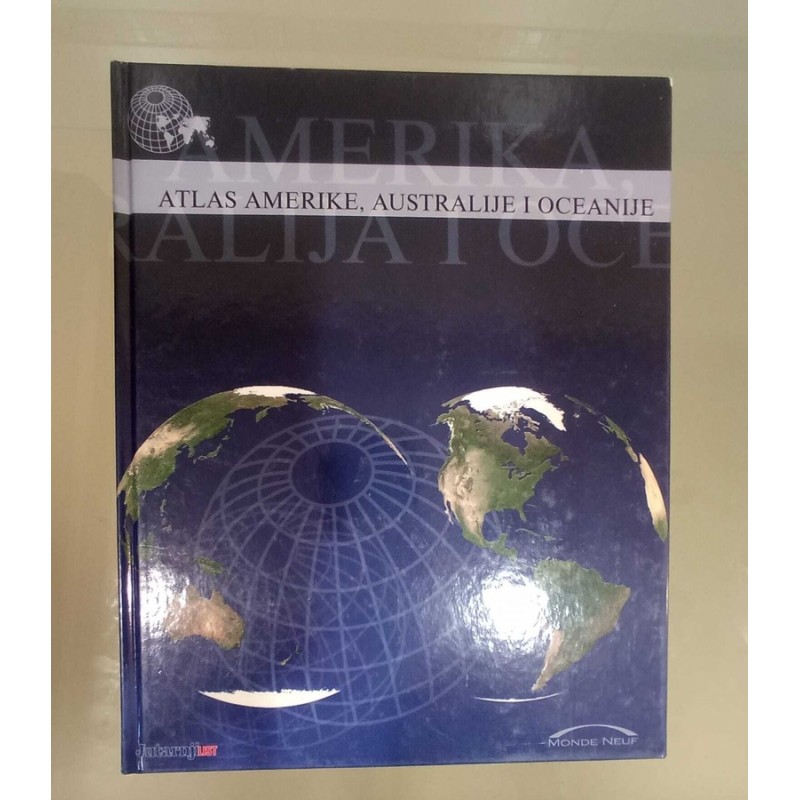 AMERIKA,
ATLAS AMERIKE, AUSTRALIJE I OCEANIJE
RALIJA I OCE
Jutarnji LIST
MONDE NEUF